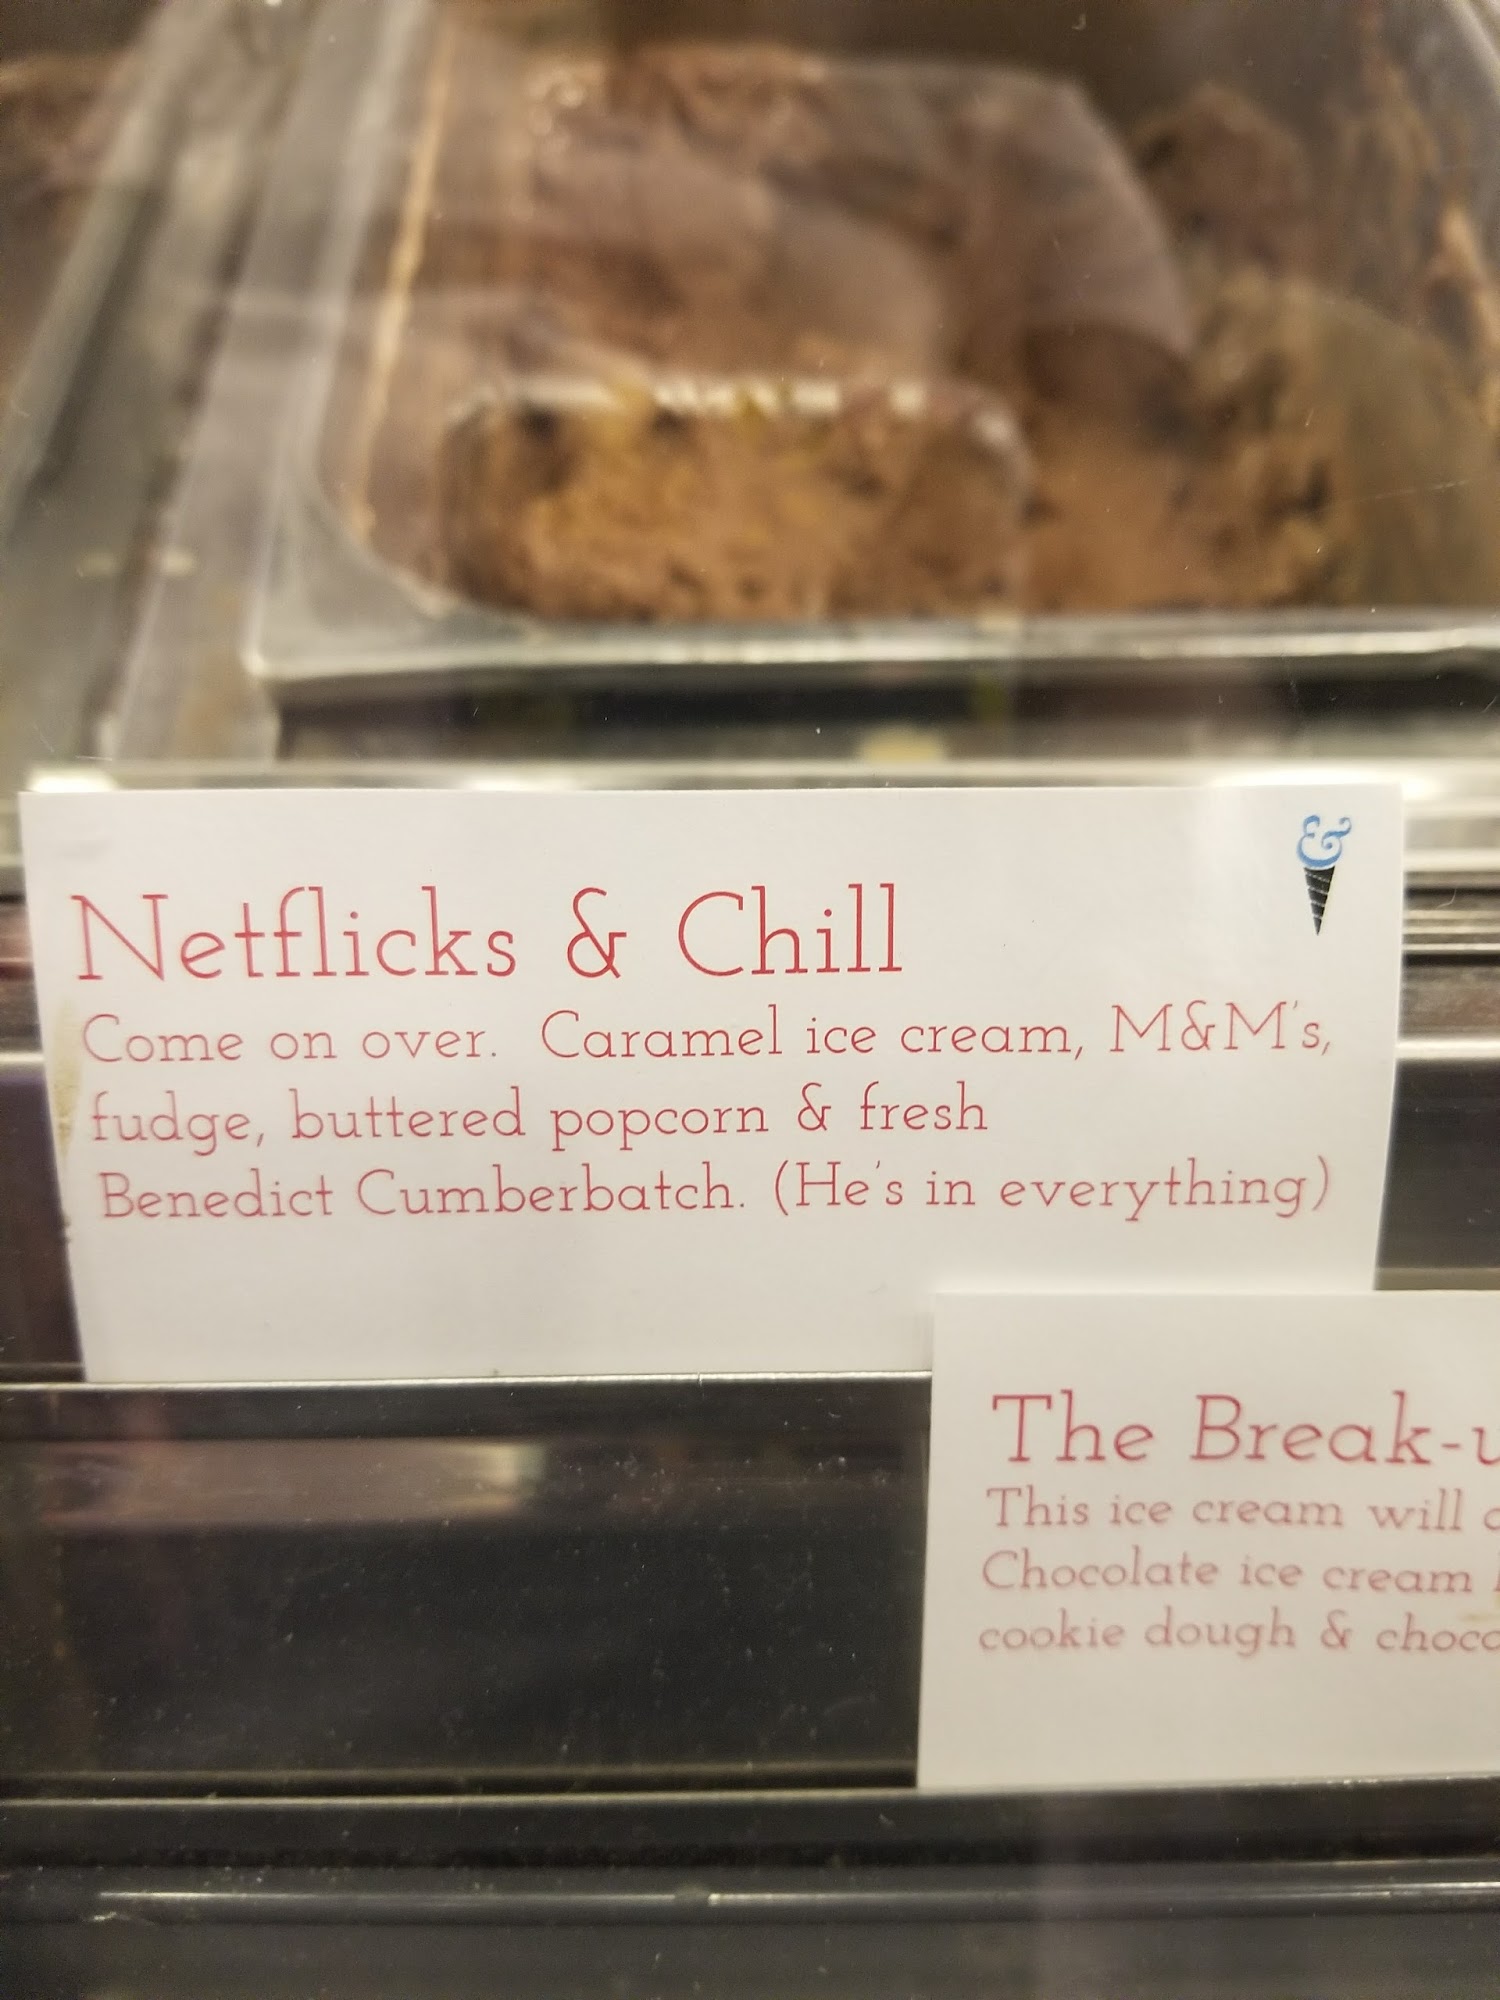 &
Netflicks & Chill
Come on over. Caramel ice cream, M&M's,
fudge, buttered popcorn & fresh
Benedict Cumberbatch. (He's in everything)
The Break-u
This ice cream will
Chocolate ice cream
cookie dough & choco